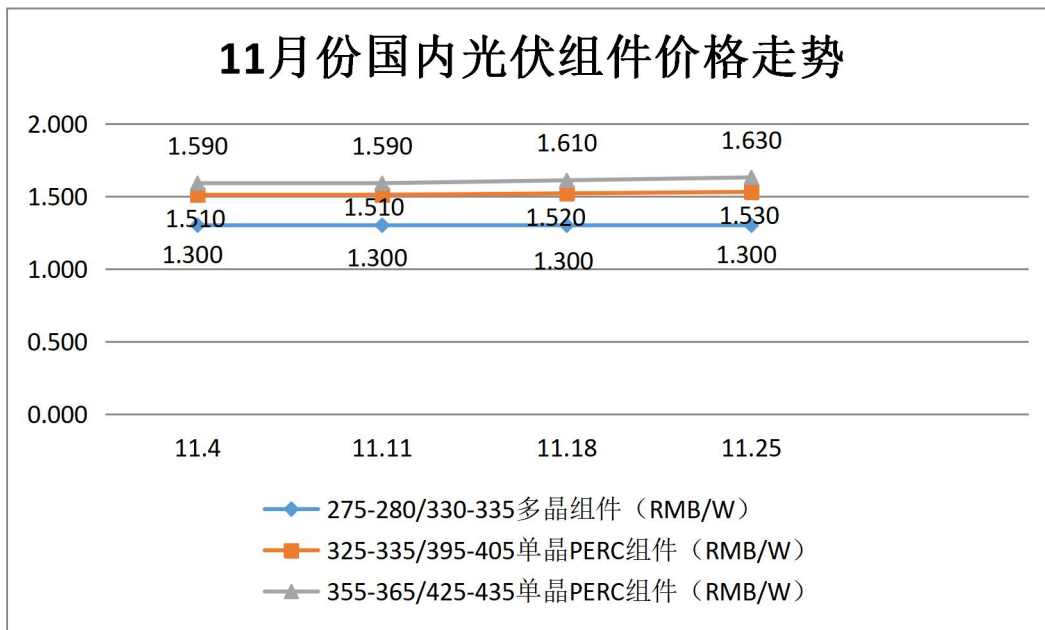 11月份国内光伏组件价格走势
2.000
1.590 1.590 1.610 1.630
1.500
1.510 1.510 1.520 1.530
1.300 1.300 1.300 1.300
1.000
0.500
0.000
11.4 11.11 11.18 11.25
275-280/330-335多晶组件（RMB/W）
325-335/395-405单晶PERC组件（RMB/W）
355-365/425-435单晶PERC组件（RMB/W）